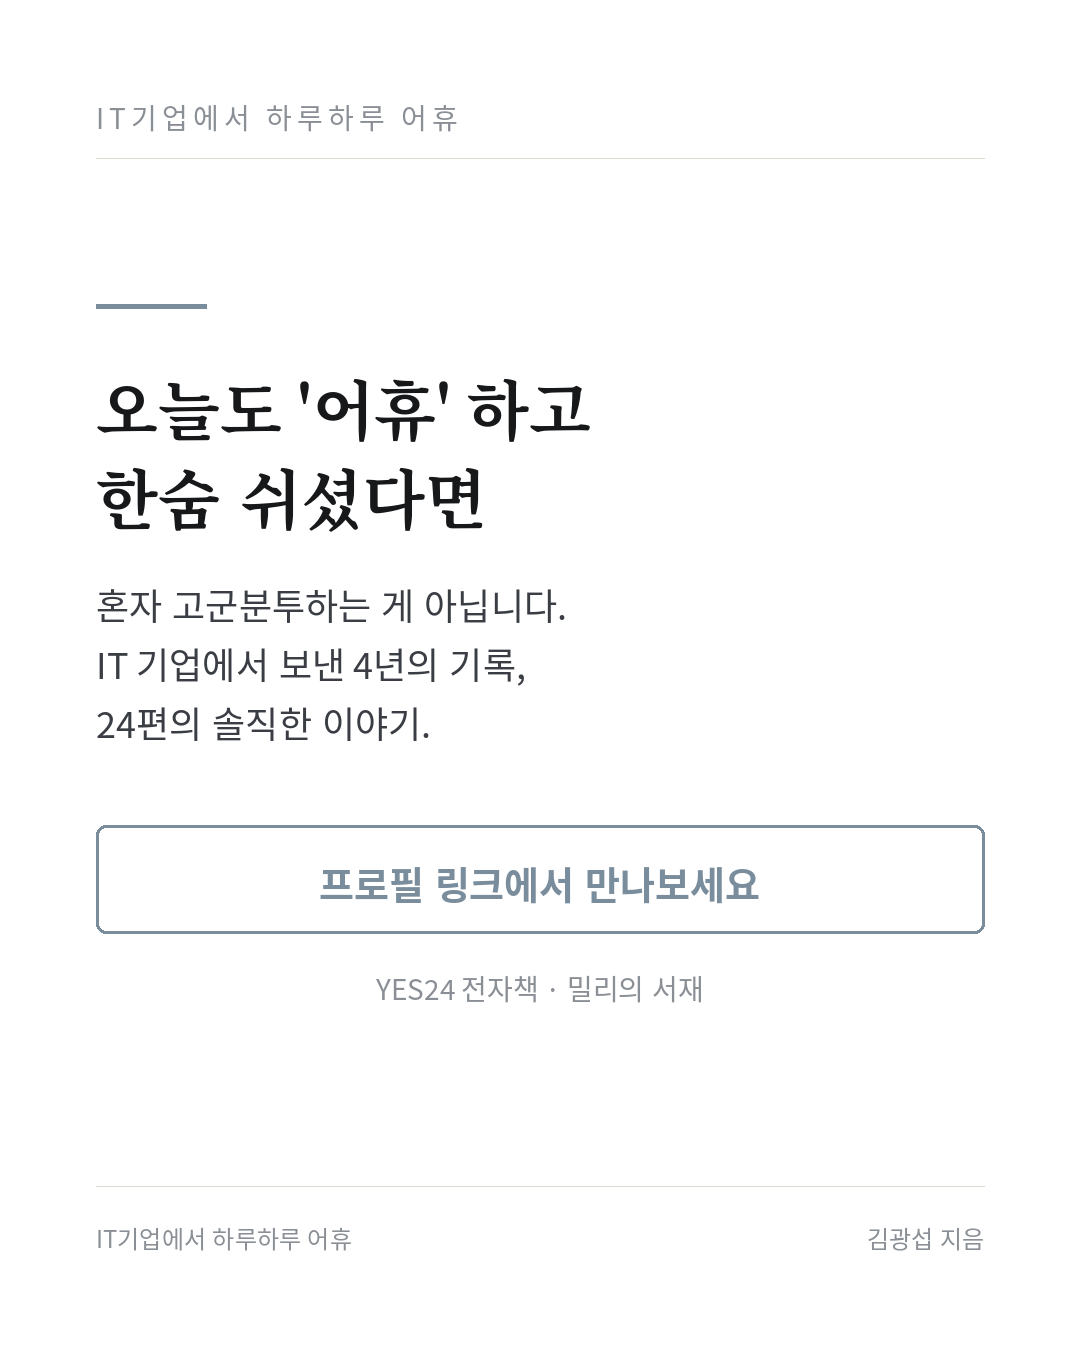 IT기업에서 하루하루 어휴
오늘도 '어휴' 하고
한숨 쉬셨다면
혼자 고군분투하는 게 아닙니다.
IT 기업에서 보낸 4년의 기록,
24편의 솔직한 이야기.
프로필 링크에서 만나보세요
YES24 전자책 · 밀리의 서재
IT기업에서 하루하루 어휴
김광섭 지음